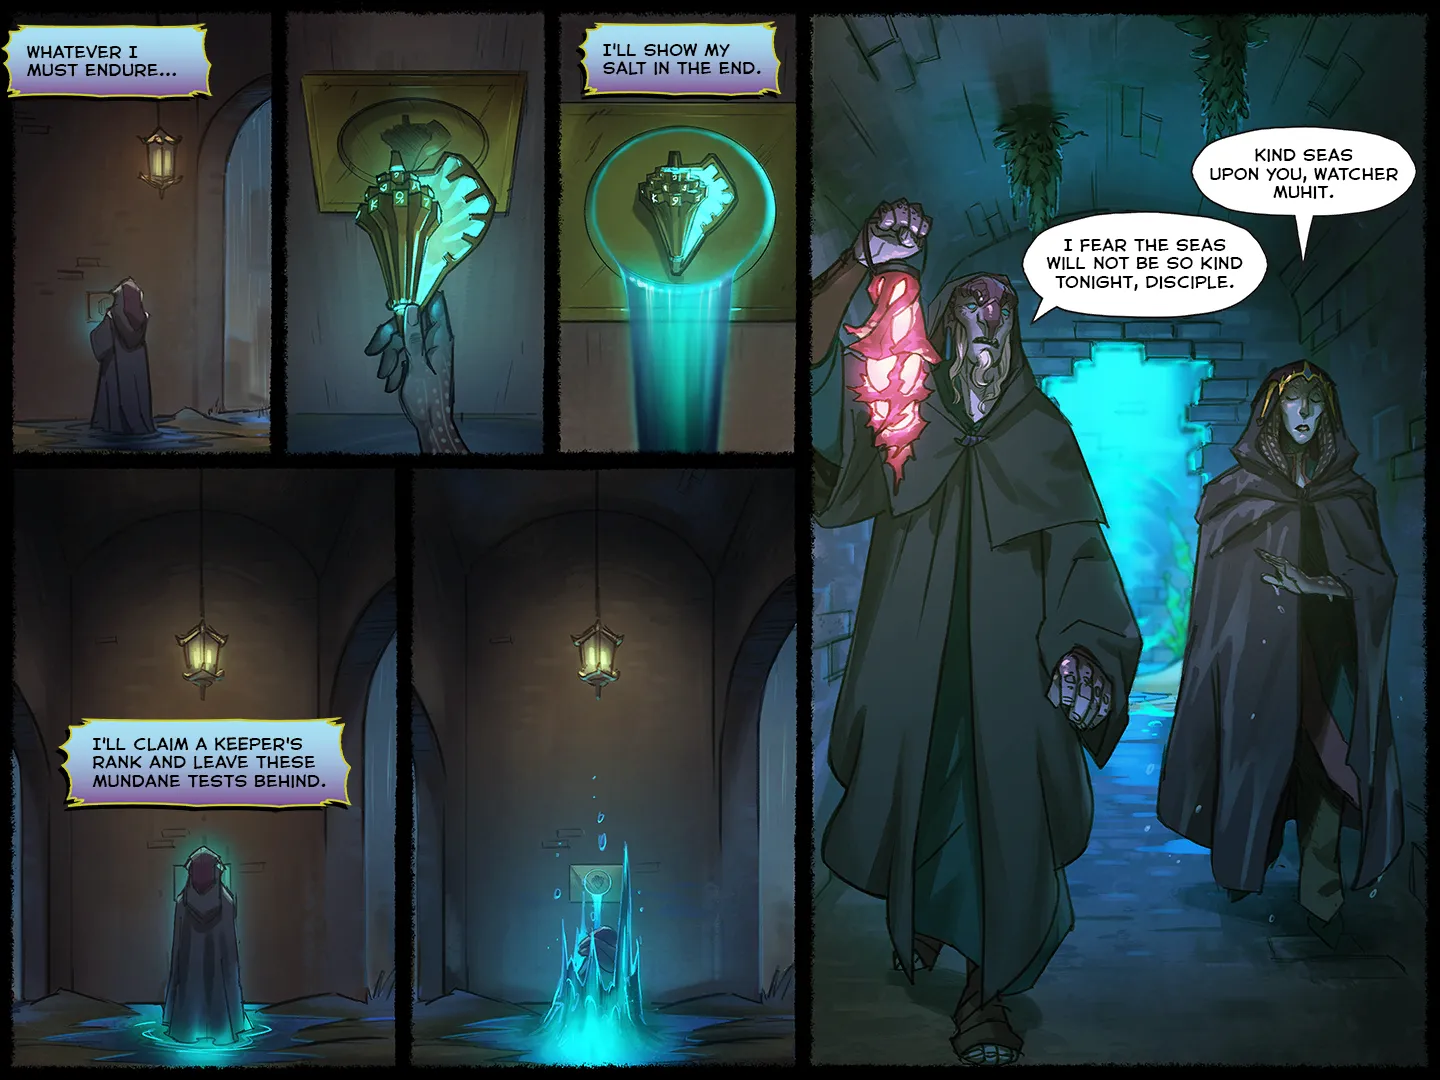 WHATEVER I
MUST ENDURE...
I'LL SHOW MY
SALT IN THE END.
I'LL CLAIM A KEEPER'S
RANK AND LEAVE THESE
MUNDANE TESTS BEHIND.
KIND SEAS
UPON YOU, WATCHER
MUHIT.
I FEAR THE SEAS
WILL NOT BE SO KIND
TONIGHT, DISCIPLE.